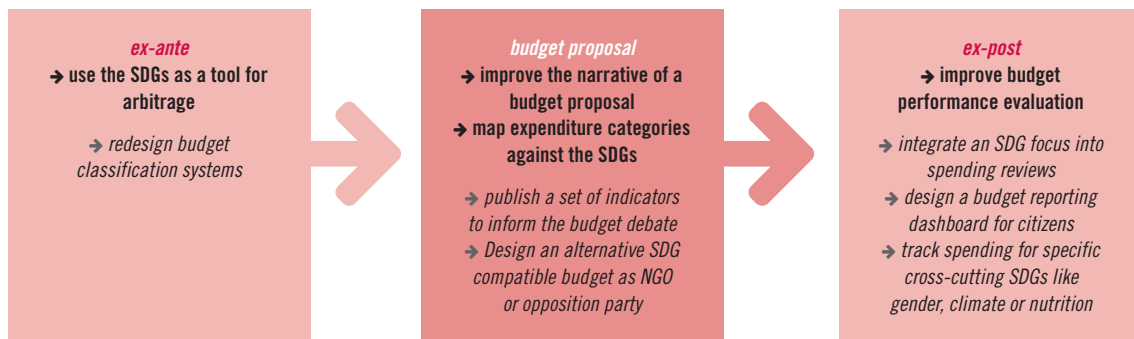 ex-ante
➔ use the SDGs as a tool for
arbitrage
➔ redesign budget
classification systems
budget proposal
➔ improve the narrative of a
budget proposal
➔ map expenditure categories
against the SDGs
➔ publish a set of indicators
to inform the budget debate
➔ Design an alternative SDG
compatible budget as NGO
or opposition party
ex-post
➔ improve budget
performance evaluation
➔ integrate an SDG focus into
spending reviews
➔ design a budget reporting
dashboard for citizens
➔ track spending for specific
cross-cutting SDGs like
gender, climate or nutrition